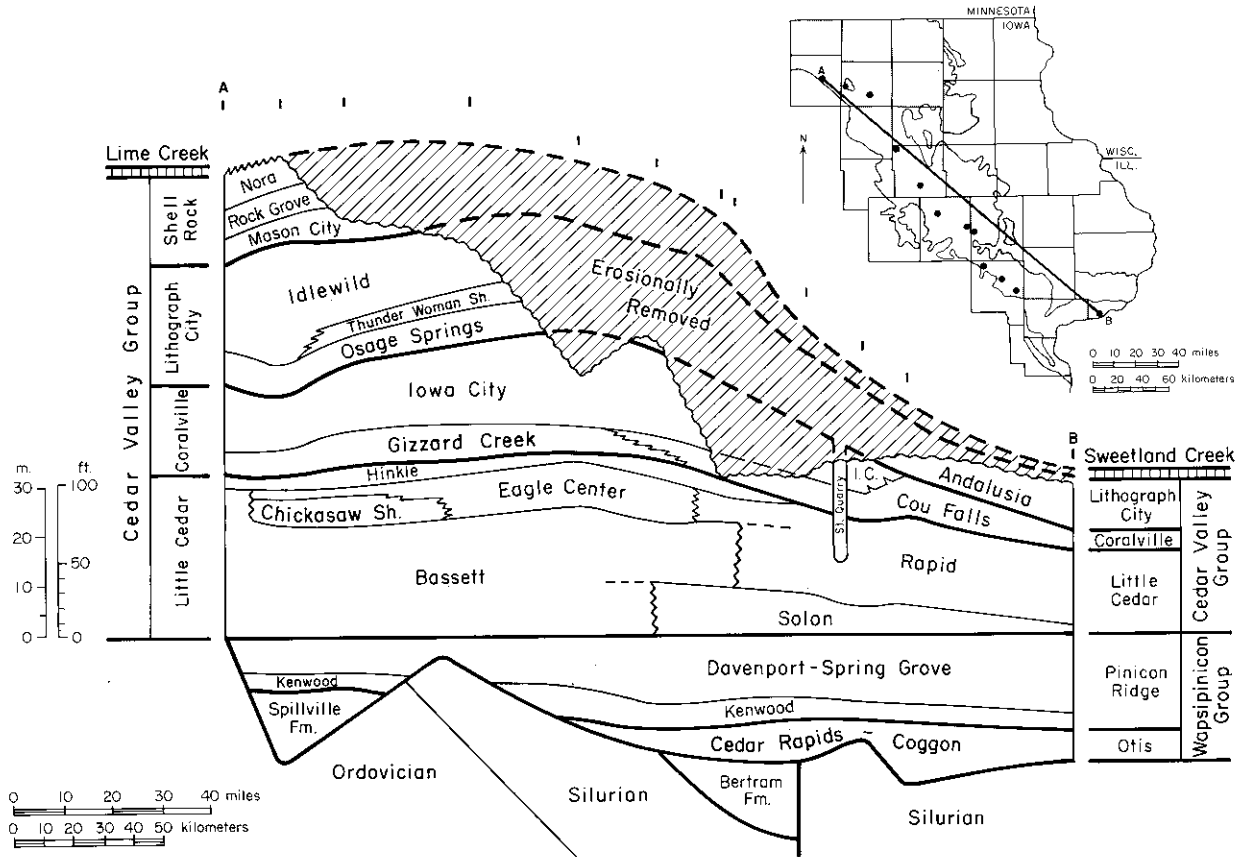 MINNESOTA
IOWA
A
N
WISC.
ILL.
B
0 10 20 30 40 miles
0 20 40 60 kilometers
A
Lime Creek
Nora
Rock Grove
Mason City
Shell Rock
Idlewild
Thunder Woman Sh.
Osage Springs
Lithograph City
Erosionally
Removed
Iowa City
Gizzard Creek
Coralville
Hinkle
Eagle Center
Chickasaw Sh.
Bassett
Little Cedar
Cedar Valley Group
m. ft.
30 100
20
50
10
0 0
St. Quarry
I.C.
Andalusia
Cou Falls
Rapid
Solon
B
Sweetland Creek
Lithograph
City
Coralville
Little
Cedar
Cedar Valley
Group
Davenport-Spring Grove
Kenwood
Kenwood
Spillville
Fm.
Pinicon
Ridge
Wapsipinicon
Group
Cedar Rapids ~ Coggon
Otis
Ordovician
Silurian
Bertram
Fm.
Silurian
0 10 20 30 40 miles
0 10 20 30 40 50 kilometers